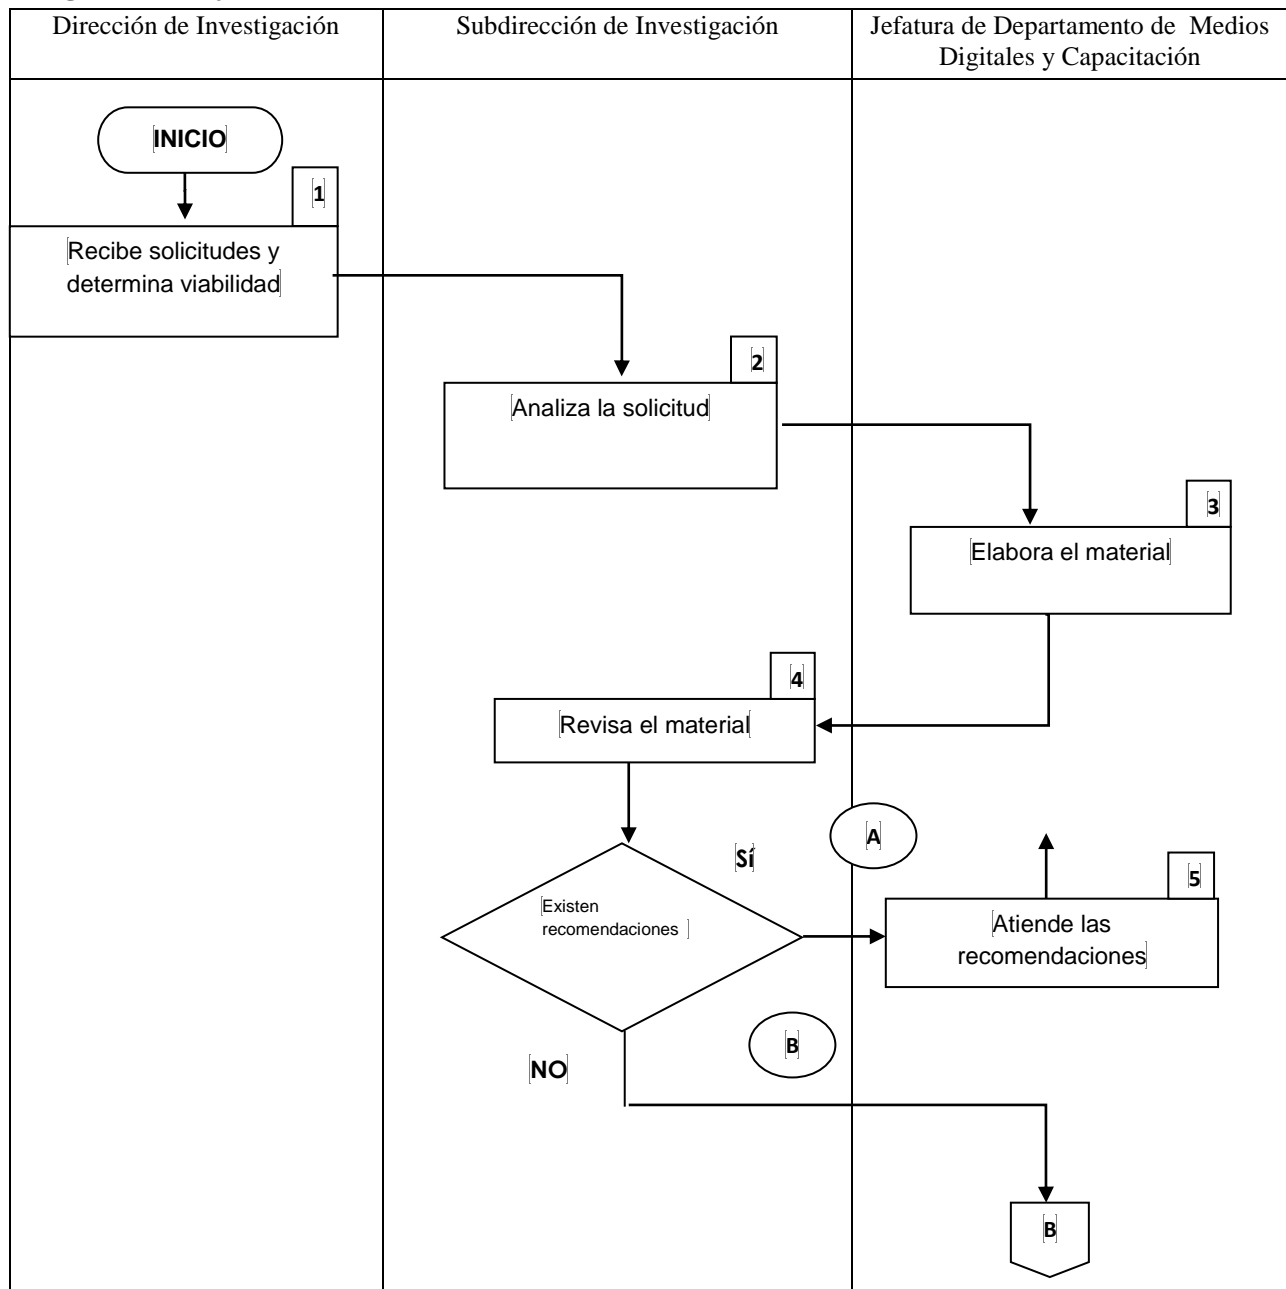 Dirección de Investigación
Subdirección de Investigación
Jefatura de Departamento de Medios
Digitales y Capacitación
INICIO
1
Recibe solicitudes y
determina viabilidad
2
Analiza la solicitud
3
Elabora el material
4
Revisa el material
A
Sí
5
Existen
recomendaciones
Atiende las
recomendaciones
B
NO
B